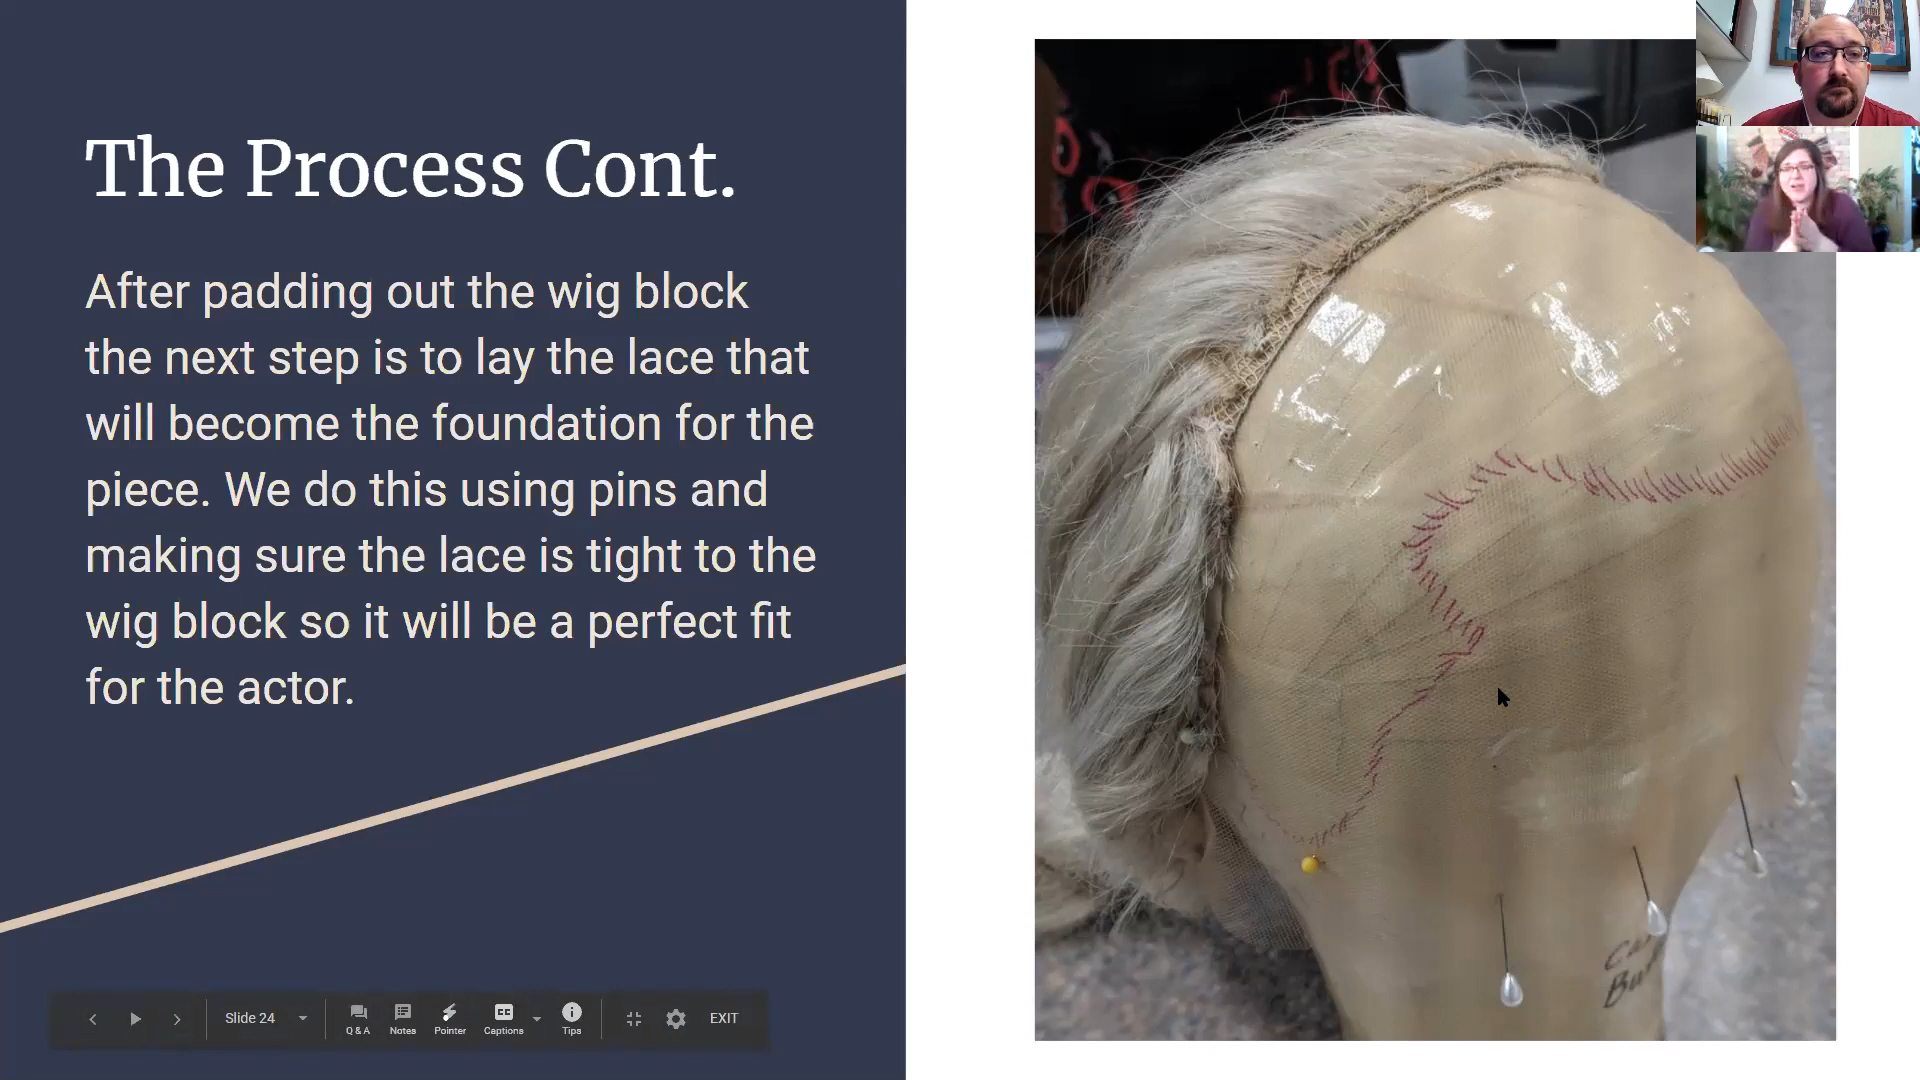 The Process Cont.
After padding out the wig block
the next step is to lay the lace that
will become the foundation for the
piece. We do this using pins and
making sure the lace is tight to the
wig block so it will be a perfect fit
for the actor.
Slide 24
Q & A
Notes
Pointer
Captions
Tips
EXIT